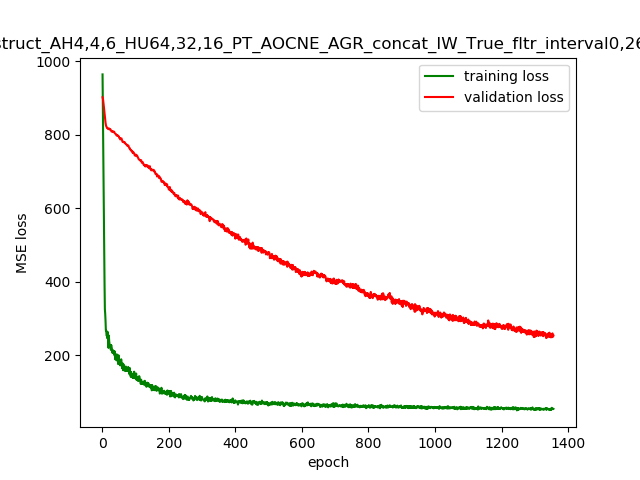 truct_AH4,4,6_HU64,32,16_PT_AOCNE_AGR_concat_IW_True_fltr_interval0,26
1000
800
600
400
200
MSE loss
training loss
validation loss
0 200 400 600 800 1000 1200 1400
epoch